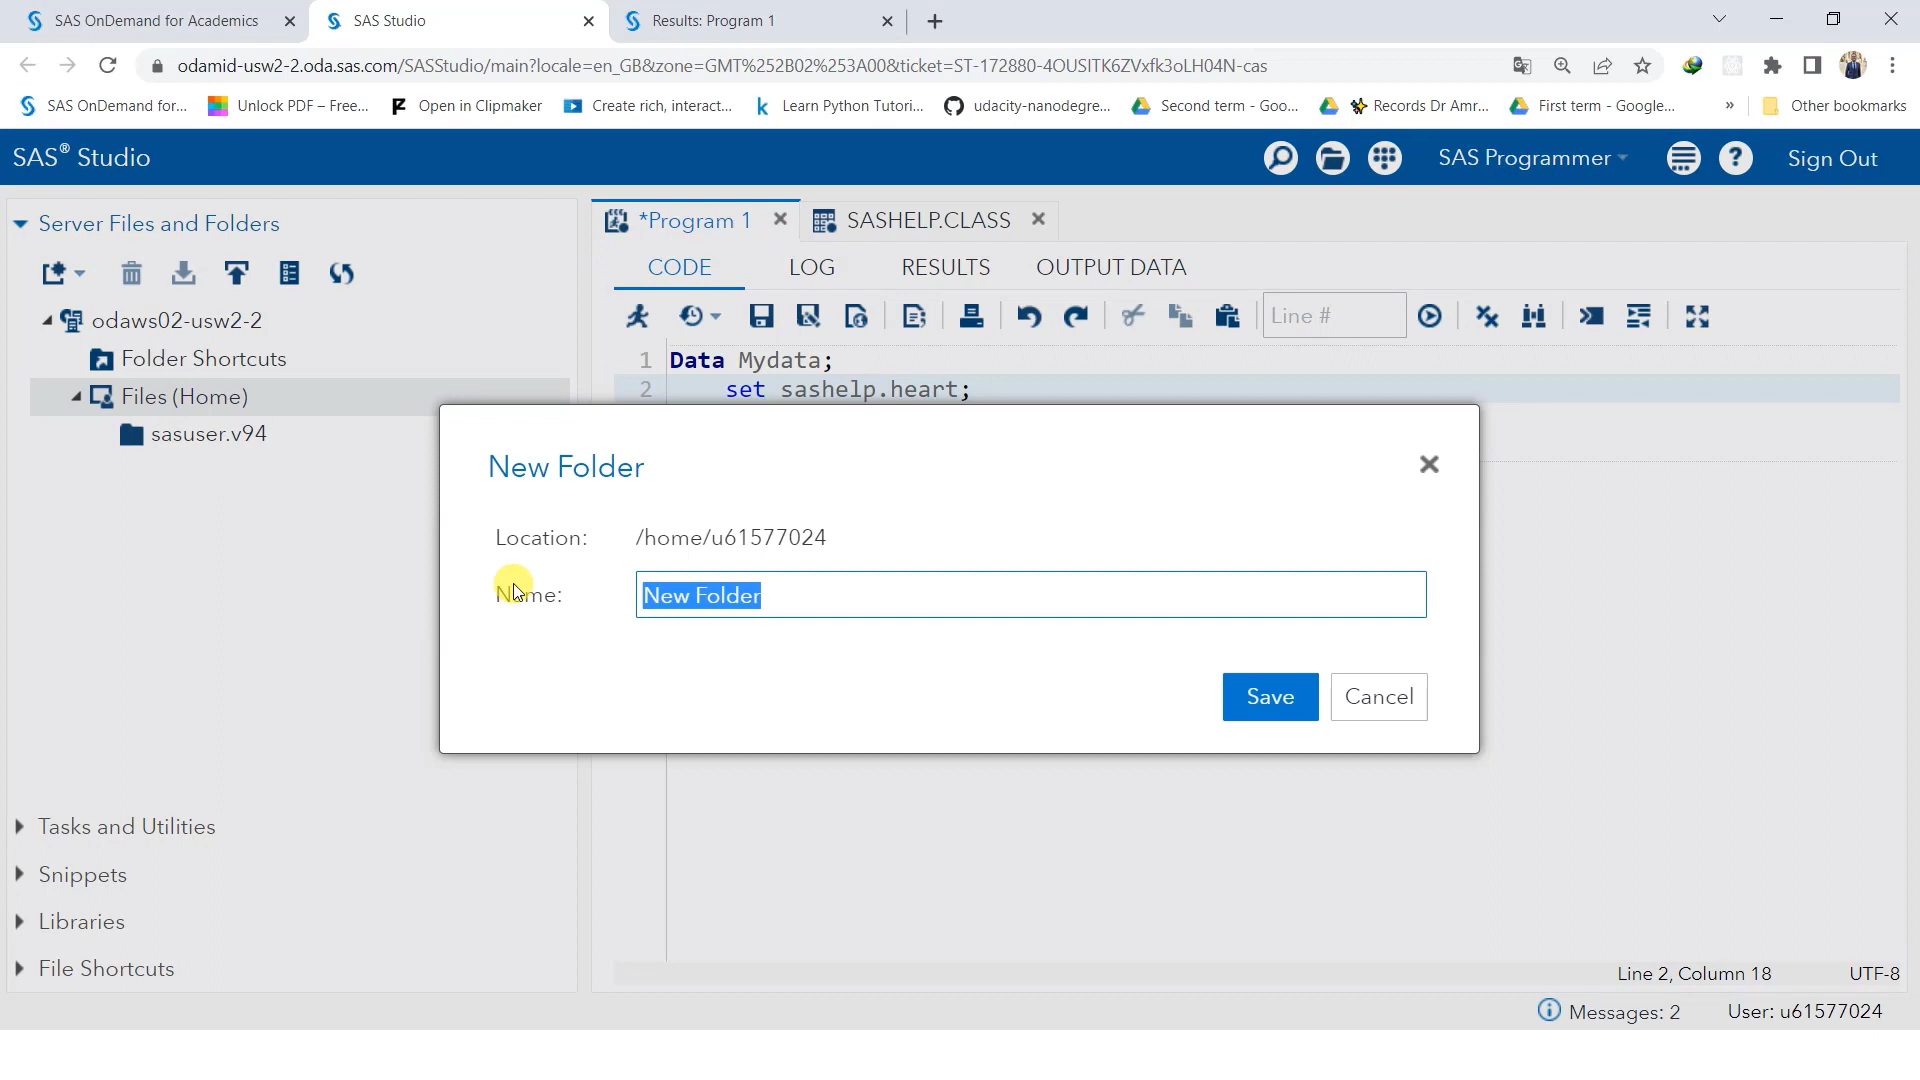 SAS OnDemand for Academics
SAS Studio
Results: Program 1
odamid-usw2-2.oda.sas.com/SASStudio/main?locale=en_GB&zone=GMT%252B02%253A00&ticket=ST-172880-4OUSITK6ZVxfk3oLH04N-cas
SAS OnDemand for...
Unlock PDF – Free...
Open in Clipmaker
Create rich, interact...
Learn Python Tutori...
udacity-nanodegre...
Second term - Goo...
Records Dr Amr...
First term - Google...
»
Other bookmarks
SAS® Studio
SAS Programmer
Sign Out
Server Files and Folders
odaws02-usw2-2
Folder Shortcuts
Files (Home)
sasuser.v94
Tasks and Utilities
Snippets
Libraries
File Shortcuts
*Program 1
SASHELP.CLASS
CODE
LOG
RESULTS
OUTPUT DATA
Line #
1 Data Mydata;
2 set sashelp.heart;
New Folder
Location: /home/u61577024
Name: New Folder
Save
Cancel
Line 2, Column 18
UTF-8
Messages: 2
User: u61577024